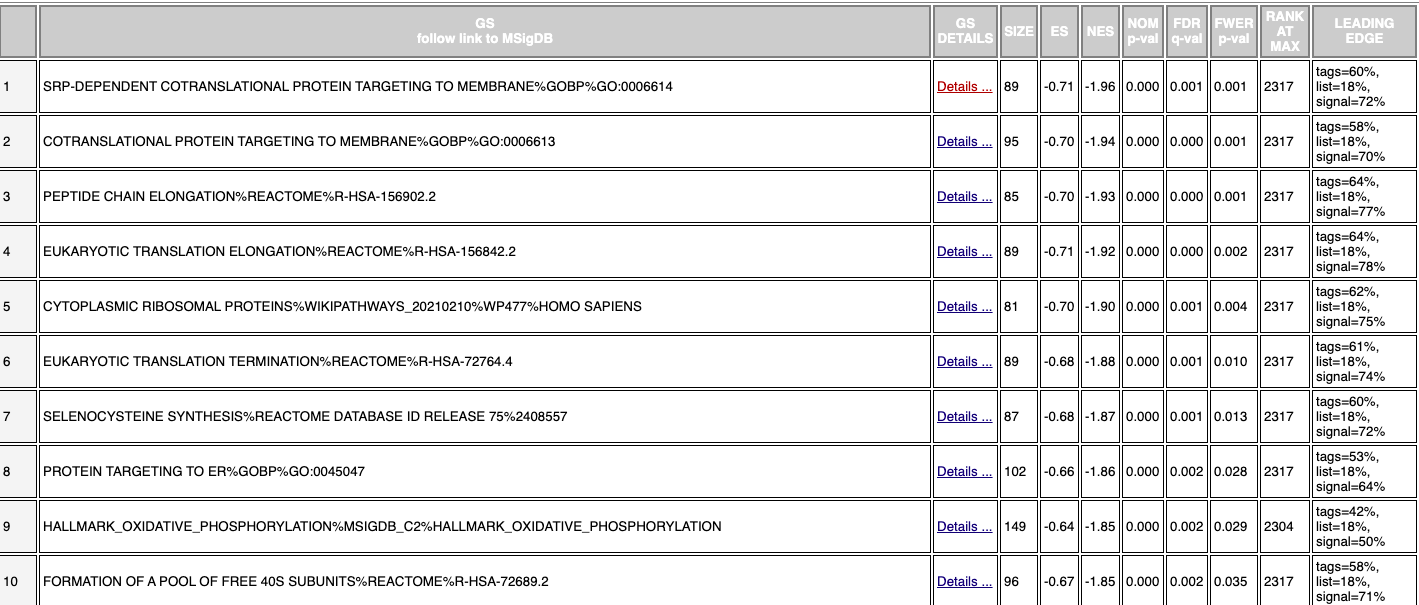 GS
follow link to MSigDB
GS
DETAILS
SIZE
ES
NES
NOM
p-val
FDR
q-val
FWER
p-val
RANK
AT
MAX
LEADING
EDGE
1 SRP-DEPENDENT COTRANSLATIONAL PROTEIN TARGETING TO MEMBRANE%GOBP%GO:0006614 Details ... 89 -0.71 -1.96 0.000 0.001 0.001 2317 tags=60%,
list=18%,
signal=72%
2 COTRANSLATIONAL PROTEIN TARGETING TO MEMBRANE%GOBP%GO:0006613 Details ... 95 -0.70 -1.94 0.000 0.000 0.001 2317 tags=58%,
list=18%,
signal=70%
3 PEPTIDE CHAIN ELONGATION%REACTOME%R-HSA-156902.2 Details ... 85 -0.70 -1.93 0.000 0.000 0.001 2317 tags=64%,
list=18%,
signal=77%
4 EUKARYOTIC TRANSLATION ELONGATION%REACTOME%R-HSA-156842.2 Details ... 89 -0.71 -1.92 0.000 0.000 0.002 2317 tags=64%,
list=18%,
signal=78%
5 CYTOPLASMIC RIBOSOMAL PROTEINS%WIKIPATHWAYS_20210210%WP477%HOMO SAPIENS Details ... 81 -0.70 -1.90 0.000 0.001 0.004 2317 tags=62%,
list=18%,
signal=75%
6 EUKARYOTIC TRANSLATION TERMINATION%REACTOME%R-HSA-72764.4 Details ... 89 -0.68 -1.88 0.000 0.001 0.010 2317 tags=61%,
list=18%,
signal=74%
7 SELENOCYSTEINE SYNTHESIS%REACTOME DATABASE ID RELEASE 75%2408557 Details ... 87 -0.68 -1.87 0.000 0.001 0.013 2317 tags=60%,
list=18%,
signal=72%
8 PROTEIN TARGETING TO ER%GOBP%GO:0045047 Details ... 102 -0.66 -1.86 0.000 0.002 0.028 2317 tags=53%,
list=18%,
signal=64%
9 HALLMARK_OXIDATIVE_PHOSPHORYLATION%MSIGDB_C2%HALLMARK_OXIDATIVE_PHOSPHORYLATION Details ... 149 -0.64 -1.85 0.000 0.002 0.029 2304 tags=42%,
list=18%,
signal=50%
10 FORMATION OF A POOL OF FREE 40S SUBUNITS%REACTOME%R-HSA-72689.2 Details ... 96 -0.67 -1.85 0.000 0.002 0.035 2317 tags=58%,
list=18%,
signal=71%